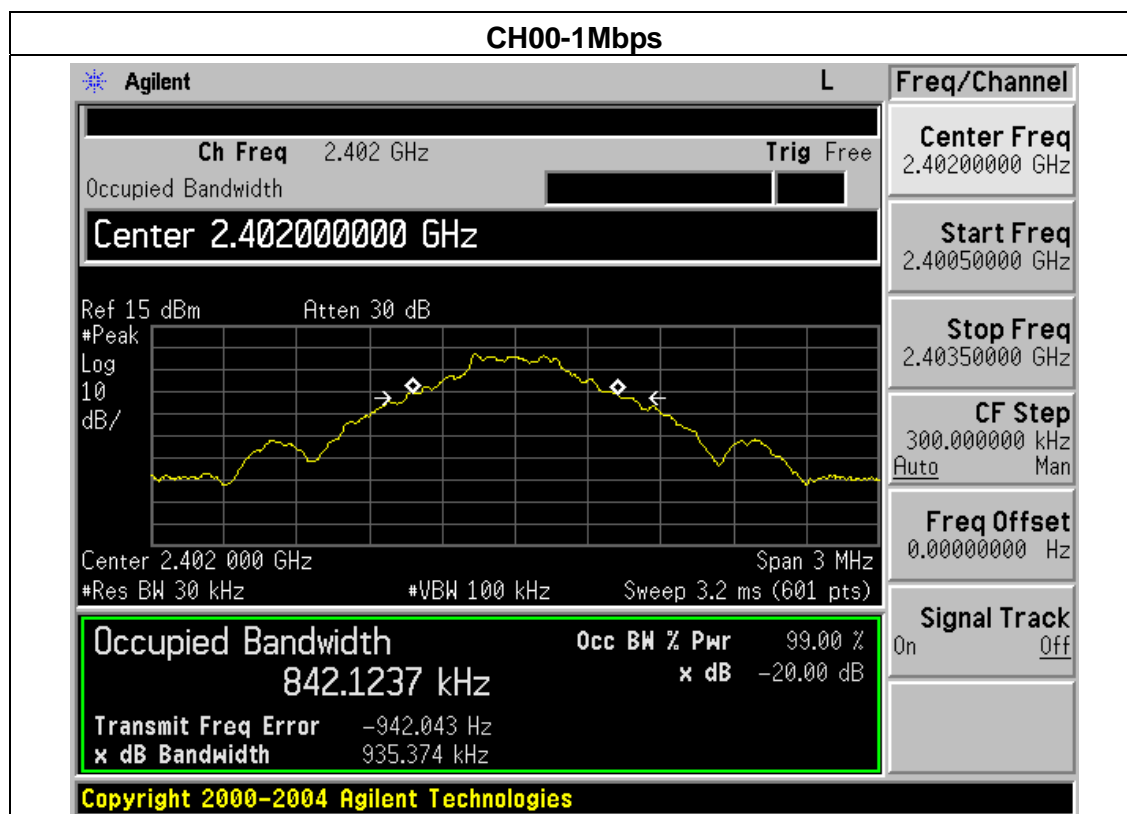 CH00-1Mbps
Agilent L Freq/Channel
Ch Freq 2.402 GHz Trig Free
Occupied Bandwidth
Center 2.402000000 GHz
Ref 15 dBm Atten 30 dB
#Peak
Log
10
dB/
Center 2.402 000 GHz Span 3 MHz
#Res BW 30 kHz #VBW 100 kHz Sweep 3.2 ms (601 pts)
Occupied Bandwidth Occ BW % Pwr 99.00 %
842.1237 kHz x dB -20.00 dB
Transmit Freq Error -942.043 Hz
x dB Bandwidth 935.374 kHz
Copyright 2000-2004 Agilent Technologies
Center Freq
2.40200000 GHz
Start Freq
2.40050000 GHz
Stop Freq
2.40350000 GHz
CF Step
300.000000 kHz
Auto Man
Freq Offset
0.00000000 Hz
Signal Track
On Off